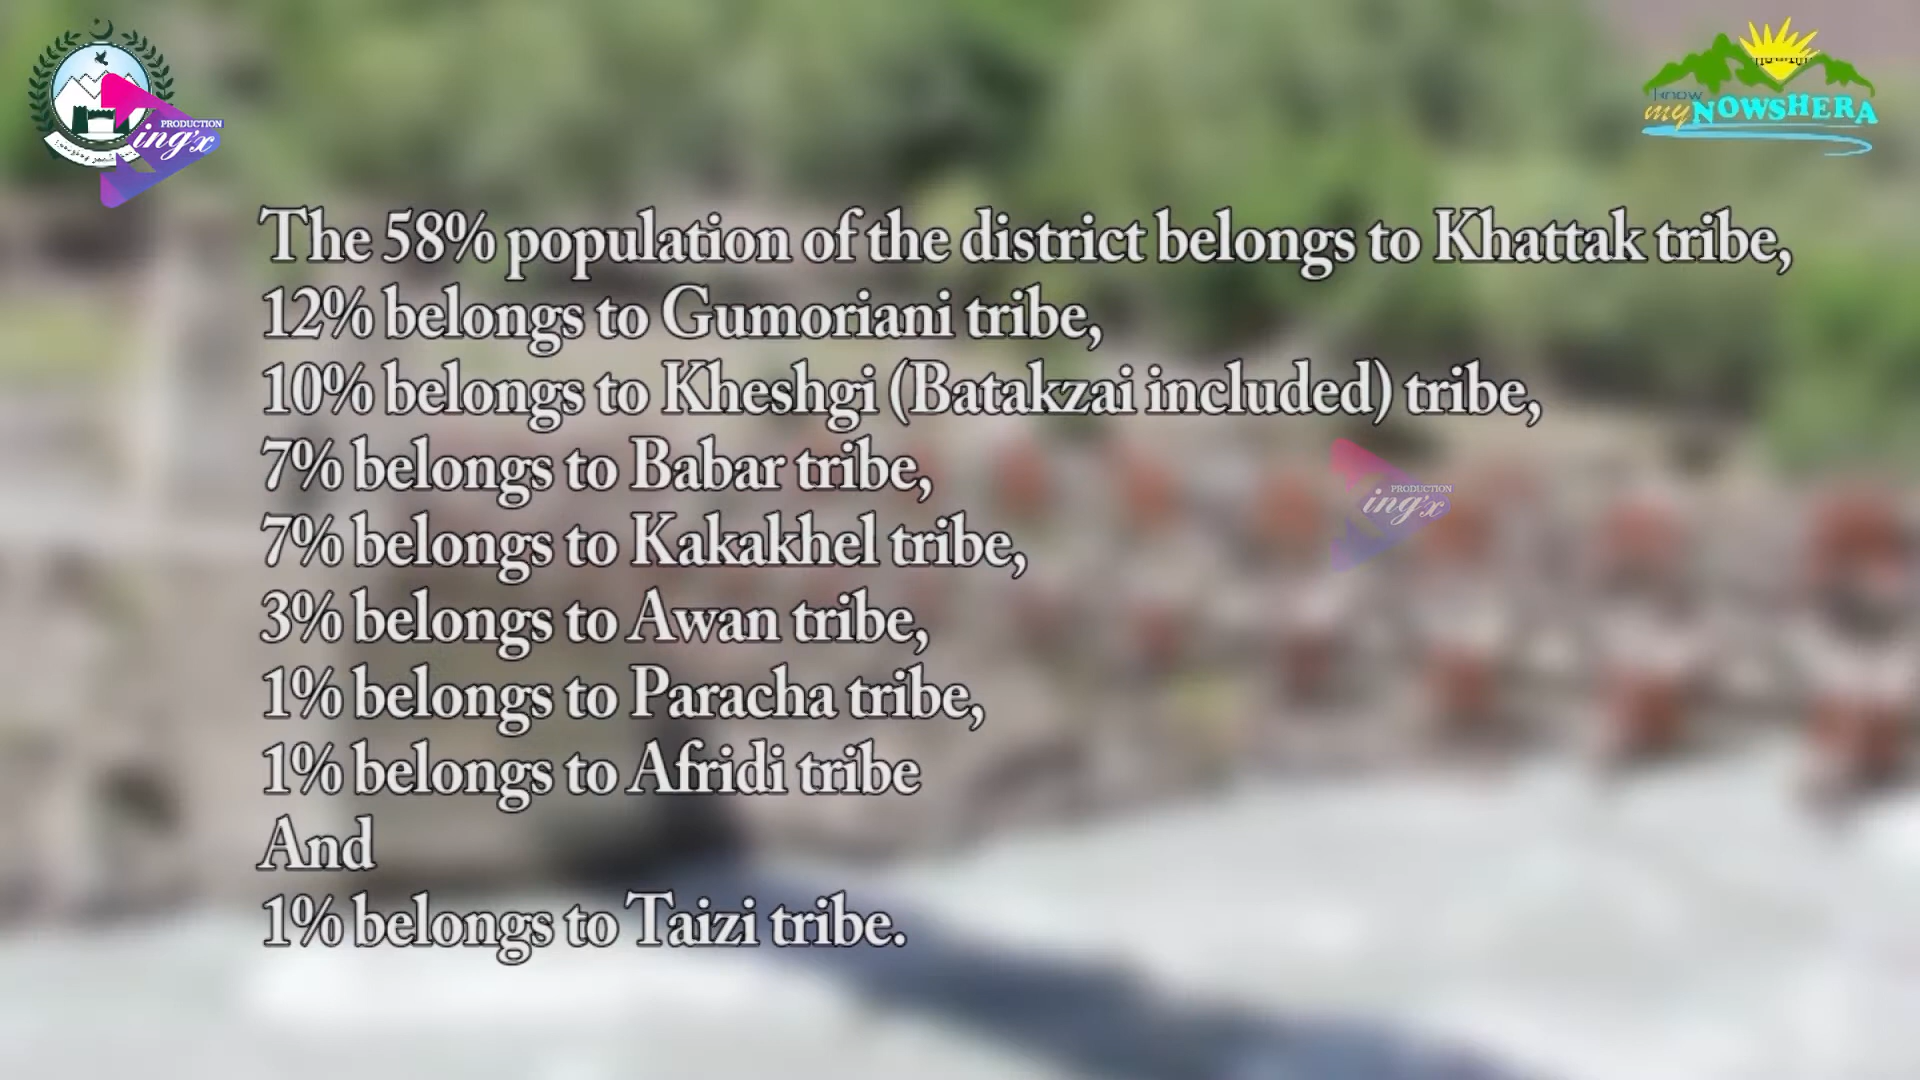 PRODUCTION
ing'x
know
my NOWSHERA
The 58% population of the district belongs to Khattak tribe,
12% belongs to Gumoriani tribe,
10% belongs to Kheshgi (Batakzai included) tribe,
7% belongs to Babar tribe,
PRODUCTION
ing'x
7% belongs to Kakakhel tribe,
3% belongs to Awan tribe,
1% belongs to Paracha tribe,
1% belongs to Afridi tribe
And
1% belongs to Taizi tribe.